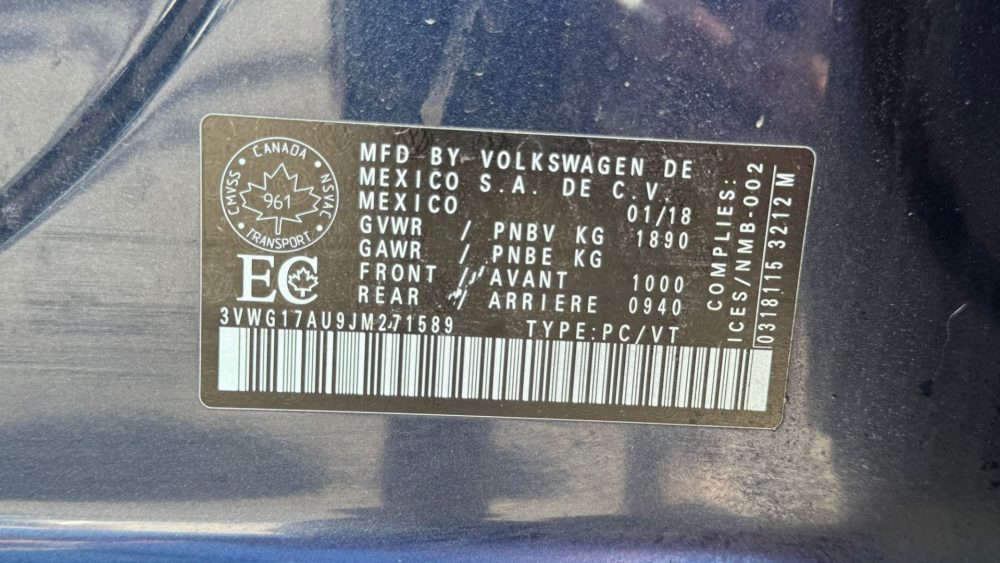 CANADA
CMVSS
NSVAC
961
TRANSPORT
EC
MFD BY VOLKSWAGEN DE
MEXICO S.A. DE C.V.
MEXICO 01/18
GVWR / PNBV KG 1890
GAWR / PNBE KG
FRONT / AVANT 1000
REAR / ARRIERE 0940
3VWG17AU9JM271589 TYPE:PC/VT
COMPLIES:
ICES/NMB-002
0318115 3212 M